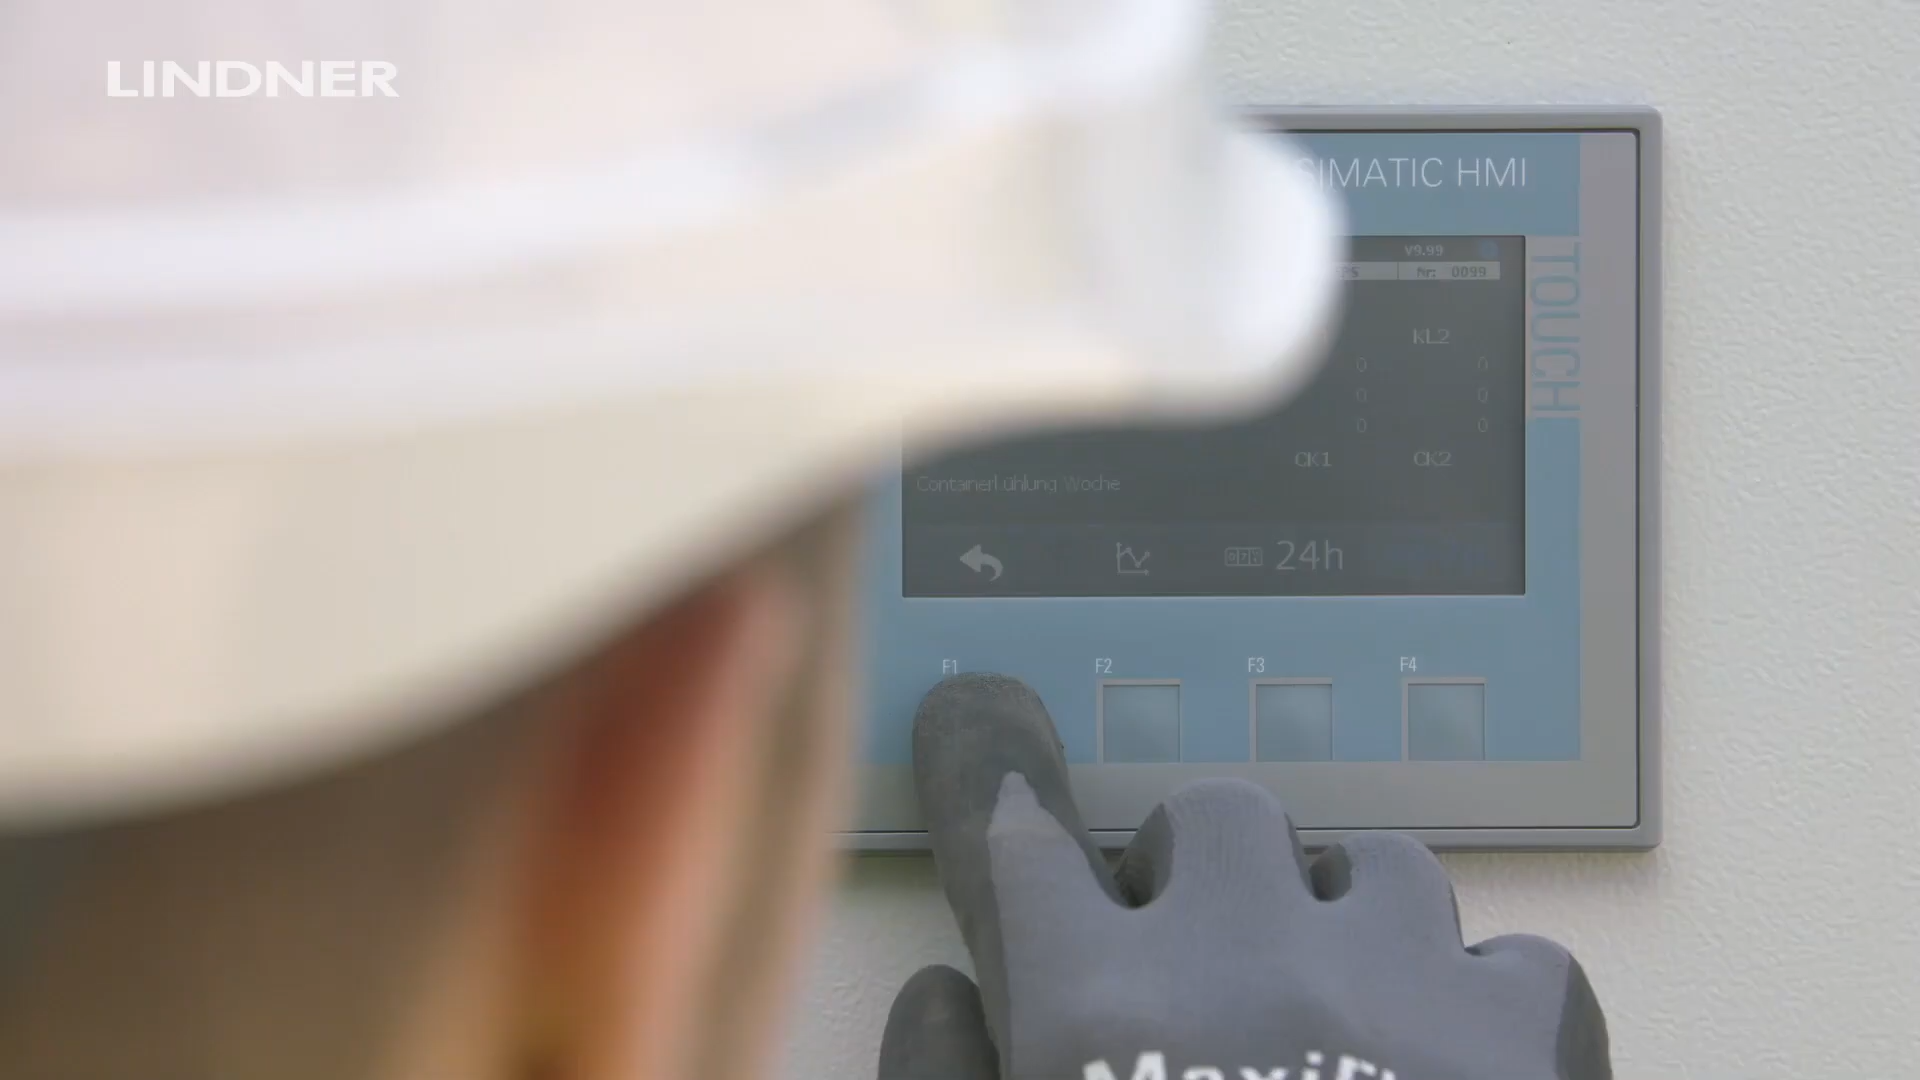 LINDNER
SIMATIC HMI
TOUCH
V9.99
Nr: 0099
KL2
0 0
0 0
0 0
CK1 CK2
Woche
24h
F1 F2 F3 F4